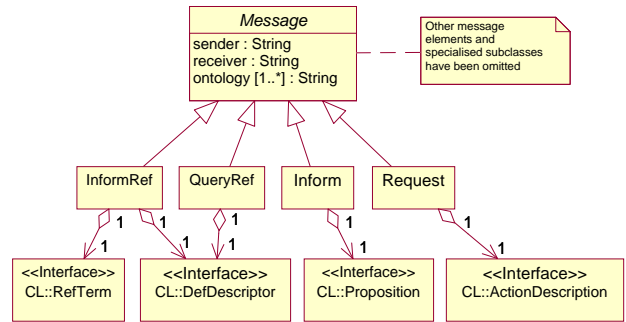 Message
sender : String
receiver : String
ontology [1..*] : String
Other message
elements and
specialised subclasses
have been omitted
InformRef
QueryRef
Inform
Request
1
1
1
1
1
1
1
1
1
1
<<Interface>>
CL::RefTerm
<<Interface>>
CL::DefDescriptor
<<Interface>>
CL::Proposition
<<Interface>>
CL::ActionDescription